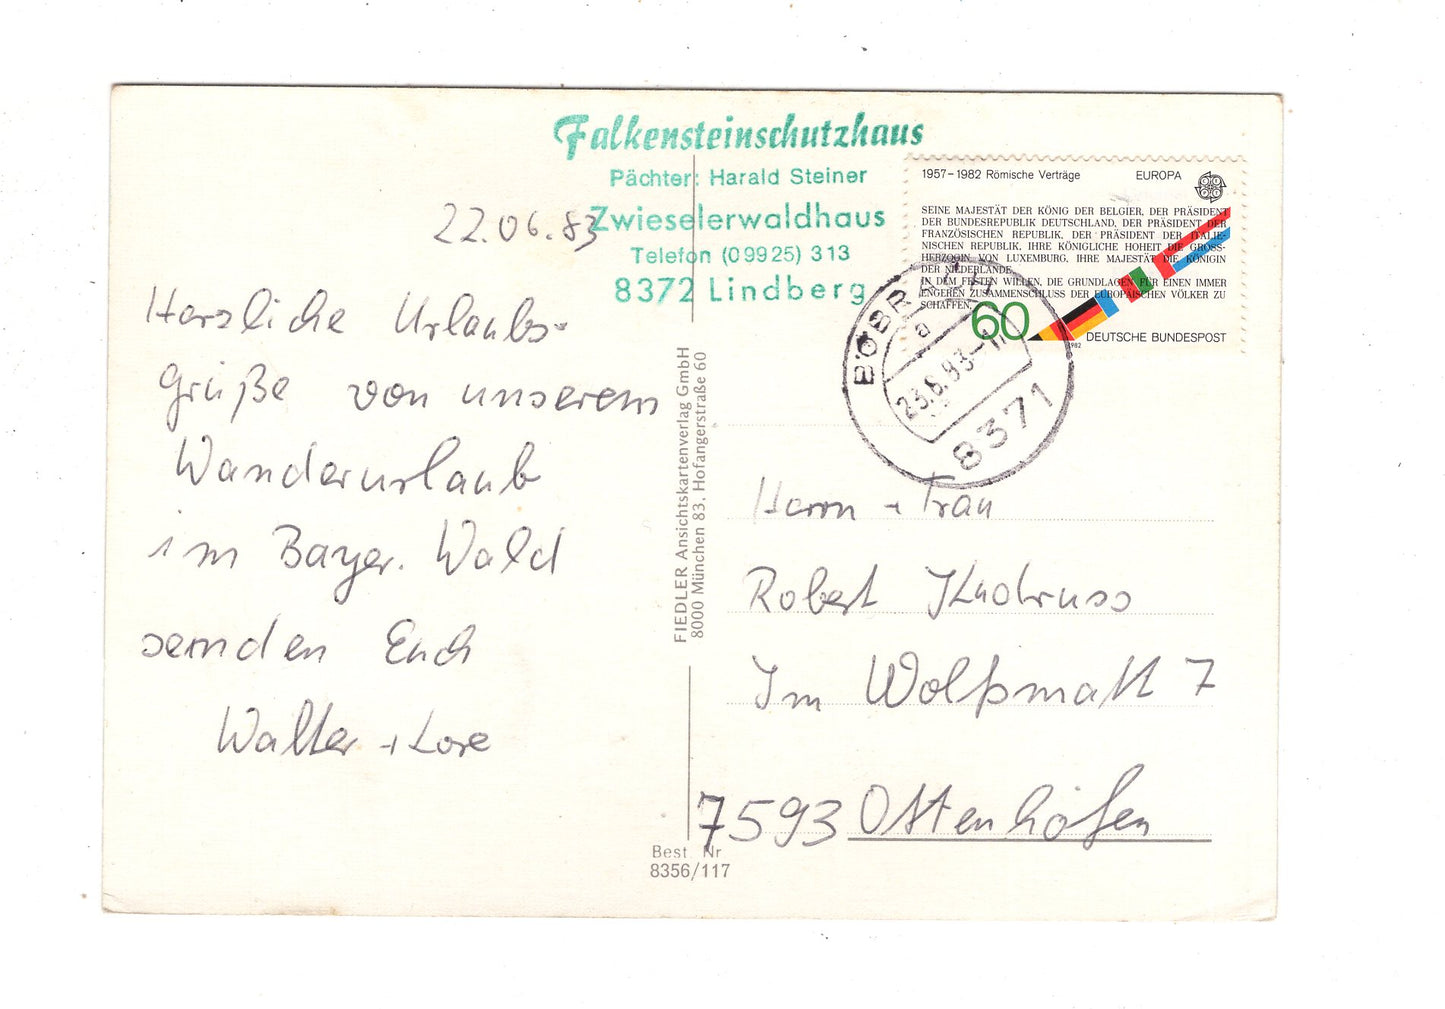 Falkensteinschutzhaus
Pächter: Harald Steiner
Zwieselerwaldhaus
Telefon (09925) 313
8372 Lindberg
22.06.83
Herzliche Urlaubs-
grüße von unserem
Wanderurlaub
im Bayer. Wald
senden Euch
Walter + Lore
FIEDLER Ansichtskartenverlag GmbH
8000 München 83. Hofangerstraße 60
Best. Nr
8356/117
1957–1982 Römische Verträge EUROPA
SEINE MAJESTÄT DER KÖNIG DER BELGIER, DER PRÄSIDENT
DER BUNDESREPUBLIK DEUTSCHLAND, DER PRÄSIDENT DER
FRANZÖSISCHEN REPUBLIK, DER PRÄSIDENT DER ITALIE-
NISCHEN REPUBLIK, IHRE KÖNIGLICHE HOHEIT DIE GROSS-
HERZOGIN VON LUXEMBURG, IHRE MAJESTÄT DIE KÖNIGIN
DER NIEDERLANDE,
IN DEM FESTEN WILLEN, DIE GRUNDLAGEN FÜR EINEN IMMER
ENGEREN ZUSAMMENSCHLUSS DER EUROPÄISCHEN VÖLKER ZU
SCHAFFEN,
60
1982 DEUTSCHE BUNDESPOST
BÖBRACH
a
23.6.83
8371
Herrn + Frau
Robert
Im Wolfsmatt 7
7593 Ottenhöfen